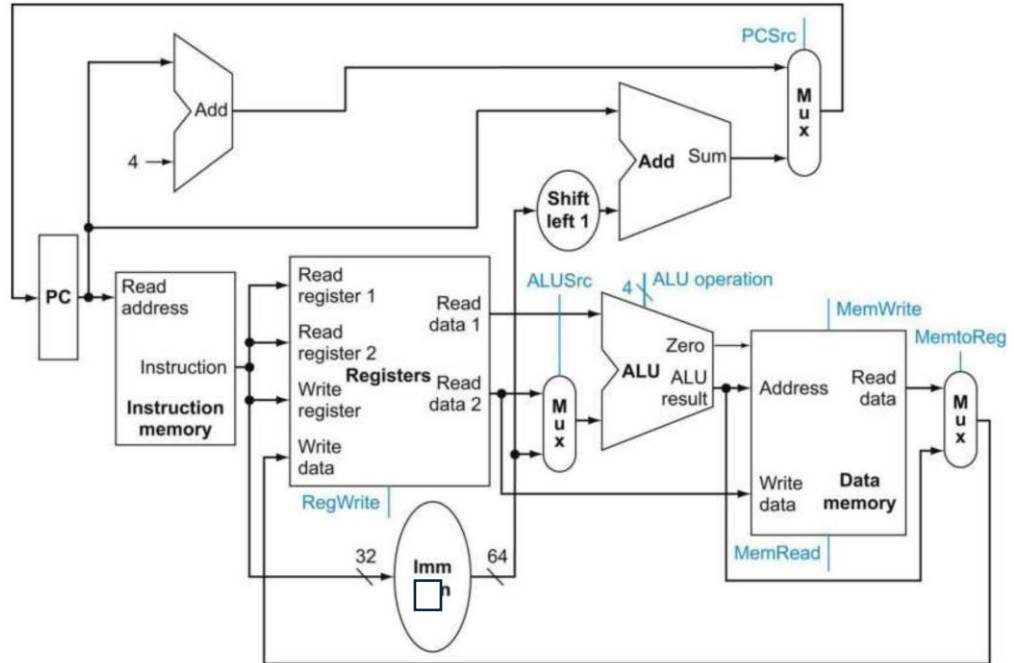 PCSrc
M
u
x
Add
4
Add Sum
Shift
left 1
PC
Read
address
Instruction
Instruction
memory
Read
register 1
Read
register 2
Write
register
Write
data
Registers
Read
data 1
Read
data 2
RegWrite
ALUSrc
M
u
x
4
ALU operation
Zero
ALU
ALU
result
MemWrite
Address
Read
data
Write
data
Data
memory
MemRead
MemtoReg
M
u
x
32
Imm
64